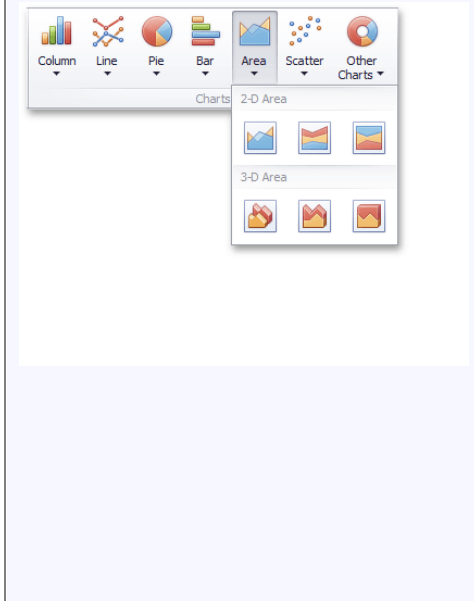 Column Line Pie Bar Area Scatter Other
Charts
Charts
2-D Area
3-D Area